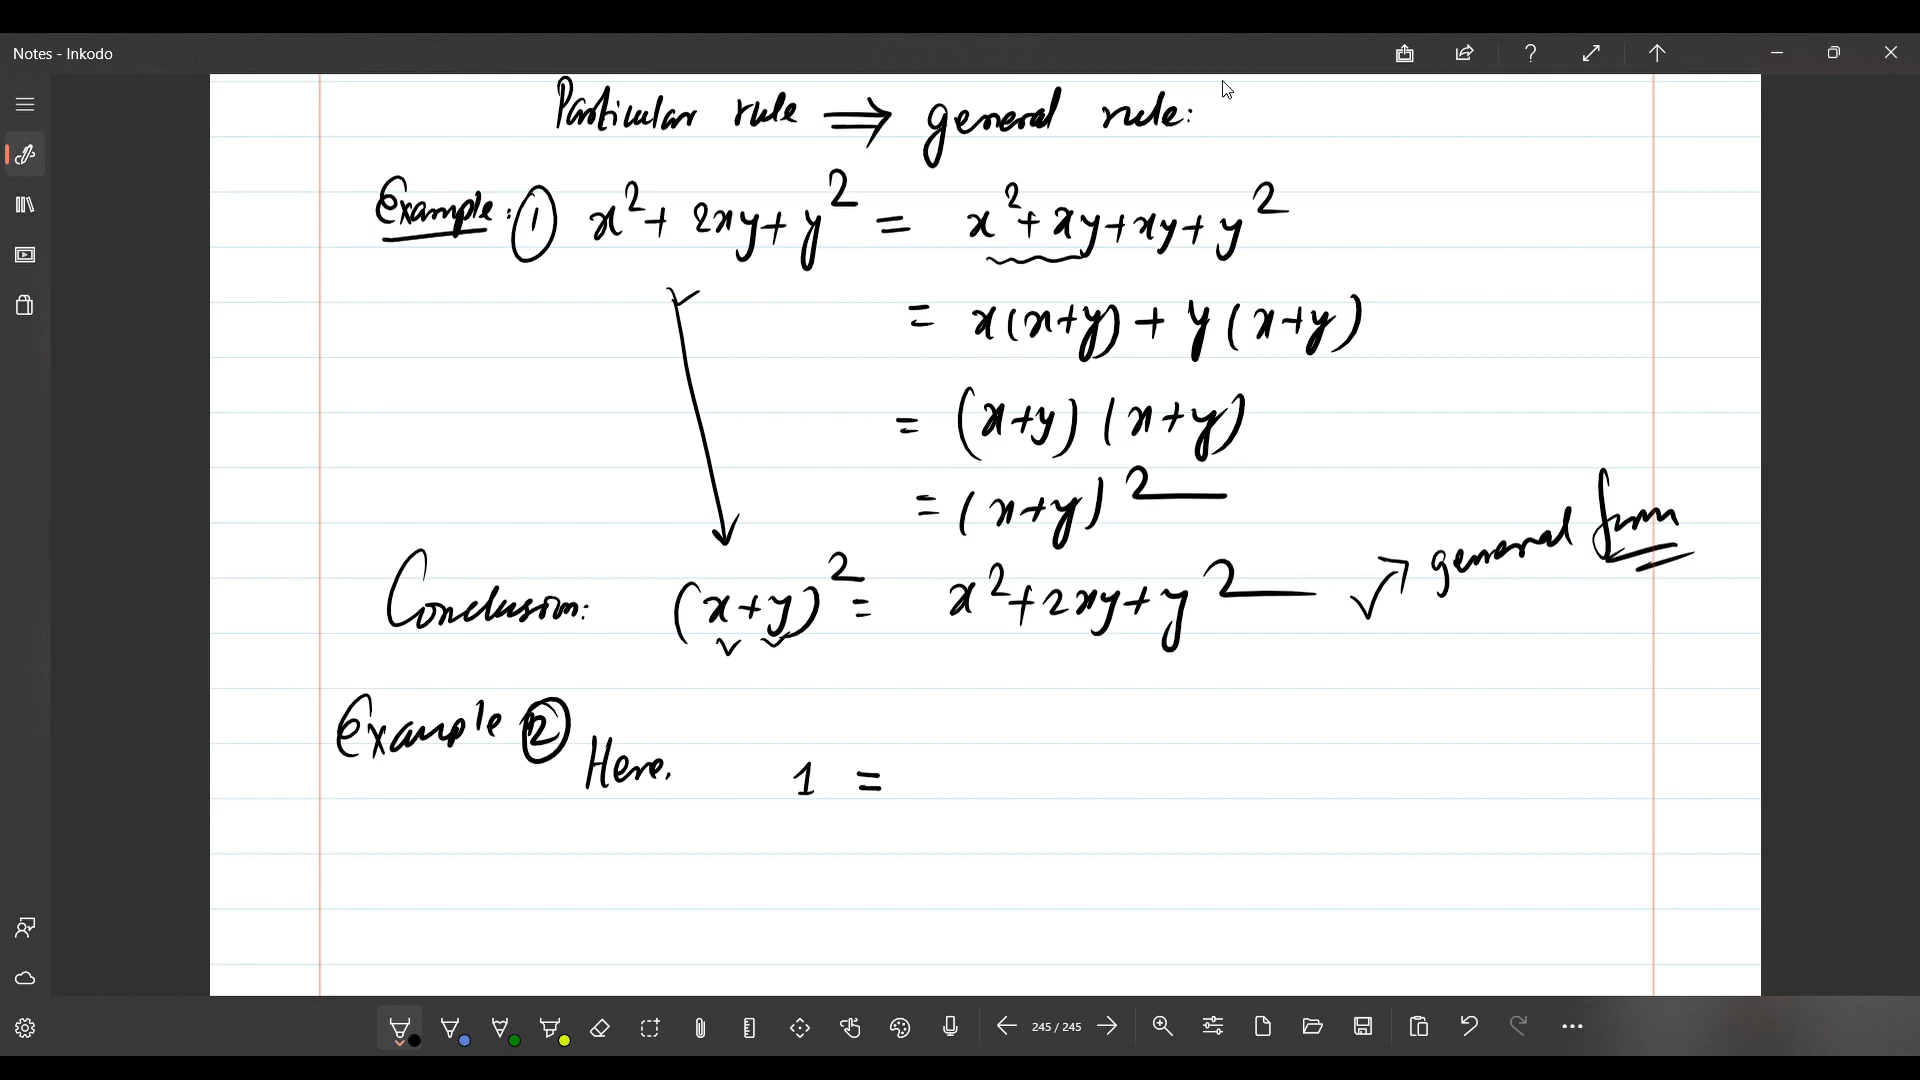 Notes - Inkodo
Particular rule ⟹ general rule:
Example: ① x² + 2xy + y² = x² + xy + xy + y²
= x(x+y) + y(x+y)
= (x+y) (x+y)
= (x+y)²
Conclusion: (x+y)² = x² + 2xy + y² general form
Example ②
Here, 1 =
245 / 245